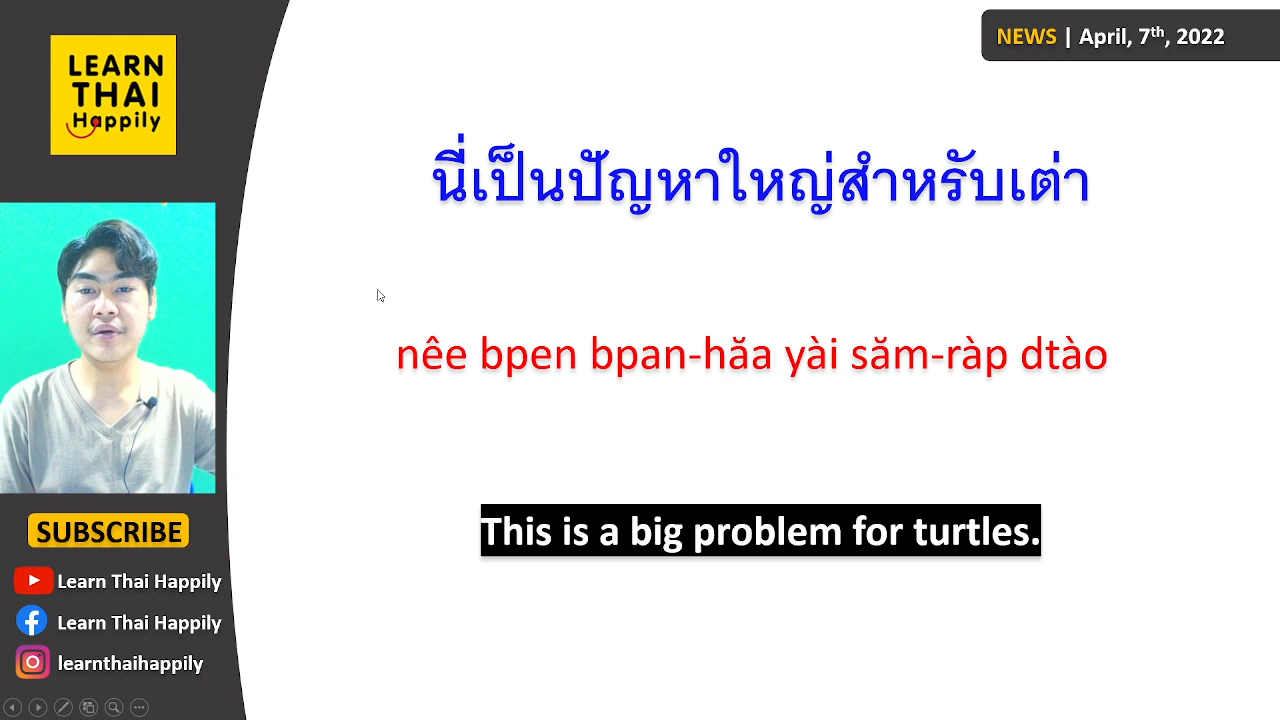 LEARN
THAI
Happily
NEWS | April, 7th, 2022
นี่เป็นปัญหาใหญ่สำหรับเต่า
nêe bpen bpan-hăa yài săm-ràp dtào
This is a big problem for turtles.
SUBSCRIBE
Learn Thai Happily
Learn Thai Happily
learnthaihappily